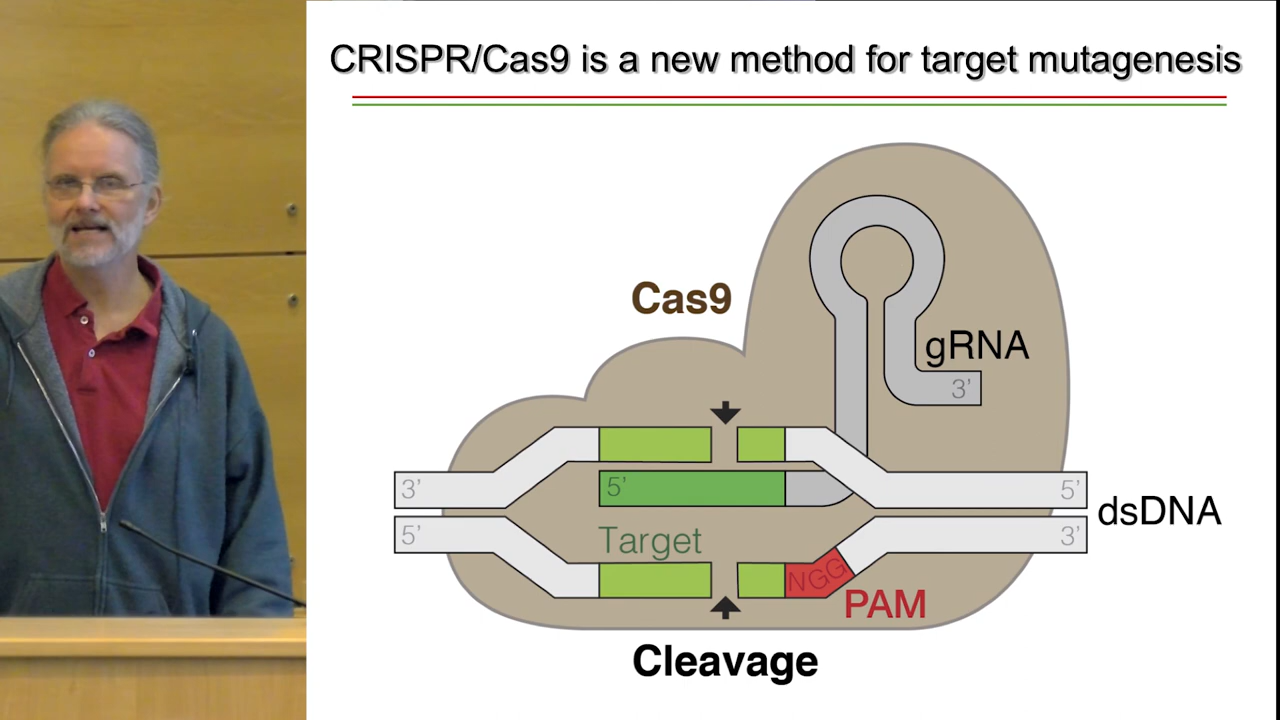 CRISPR/Cas9 is a new method for target mutagenesis
Cas9
gRNA
3’
3’
5’
5’
dsDNA
5’
3’
Target
NGG
PAM
Cleavage